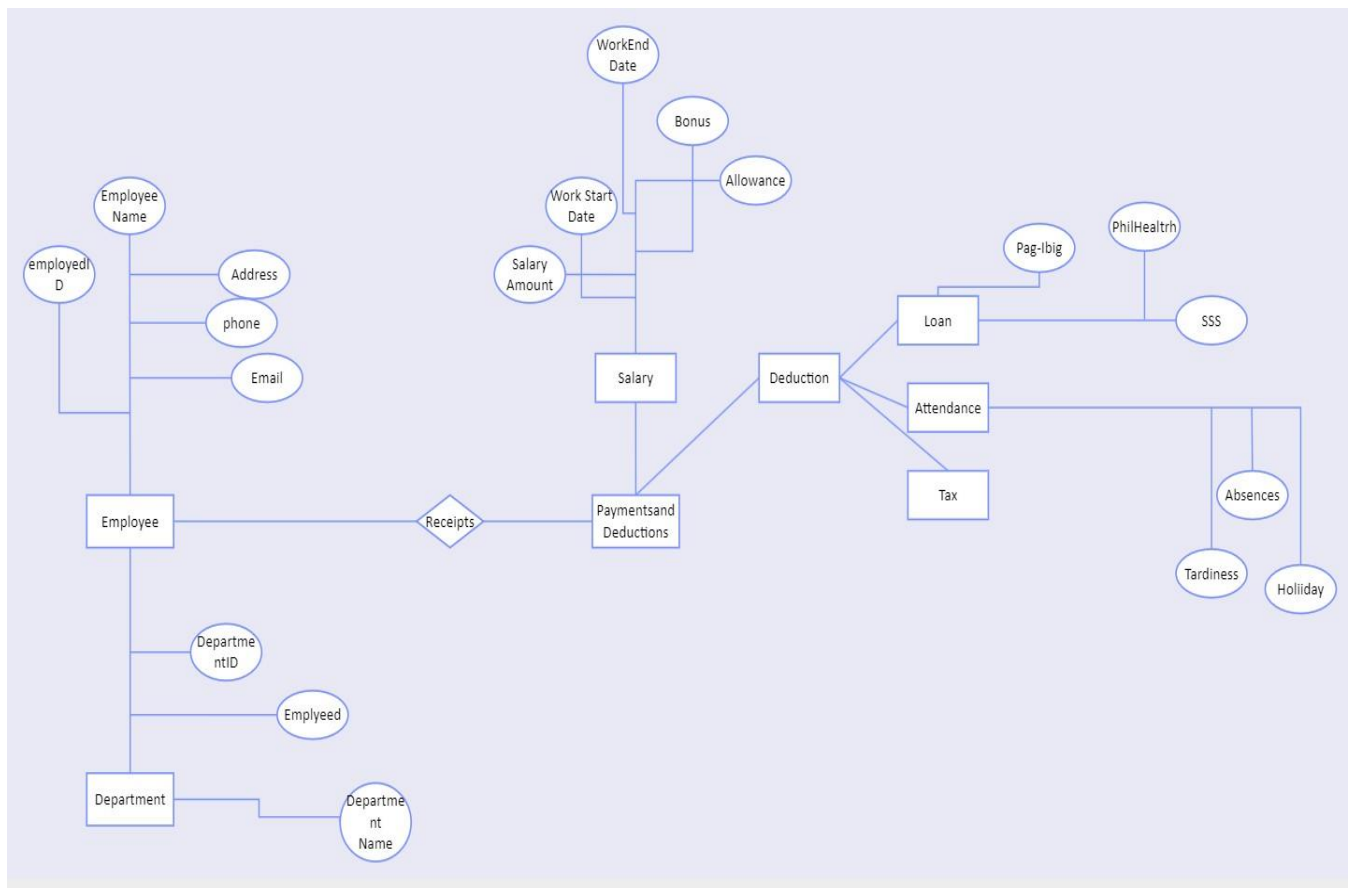 WorkEnd
Date
Bonus
Allowance
Employee
Name
Work Start
Date
PhilHealtrh
Pag-Ibig
employedI
D
Address
Salary
Amount
phone
Loan
SSS
Email
Salary
Deduction
Attendance
Tax
Absences
Employee
Receipts
Paymentsand
Deductions
Tardiness
Holiiday
Departme
ntID
Emplyeed
Department
Departme
nt
Name